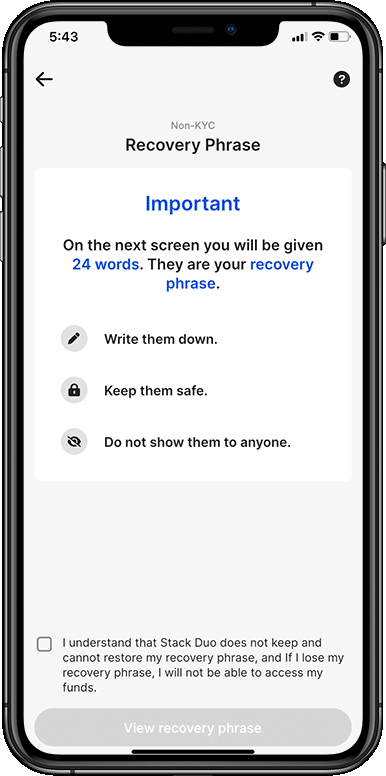 5:43
Non-KYC
Recovery Phrase
Important
On the next screen you will be given
24 words. They are your recovery
phrase.
Write them down.
Keep them safe.
Do not show them to anyone.
I understand that Stack Duo does not keep and
cannot restore my recovery phrase, and If I lose my
recovery phrase, I will not be able to access my
funds.
View recovery phrase